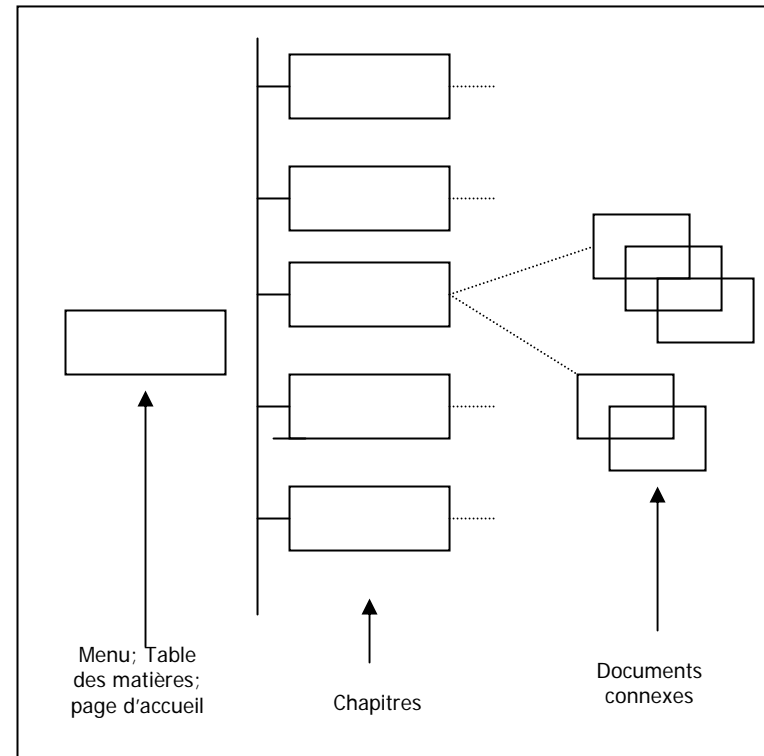 Menu; Table
des matières;
page d'accueil
Chapitres
Documents
connexes